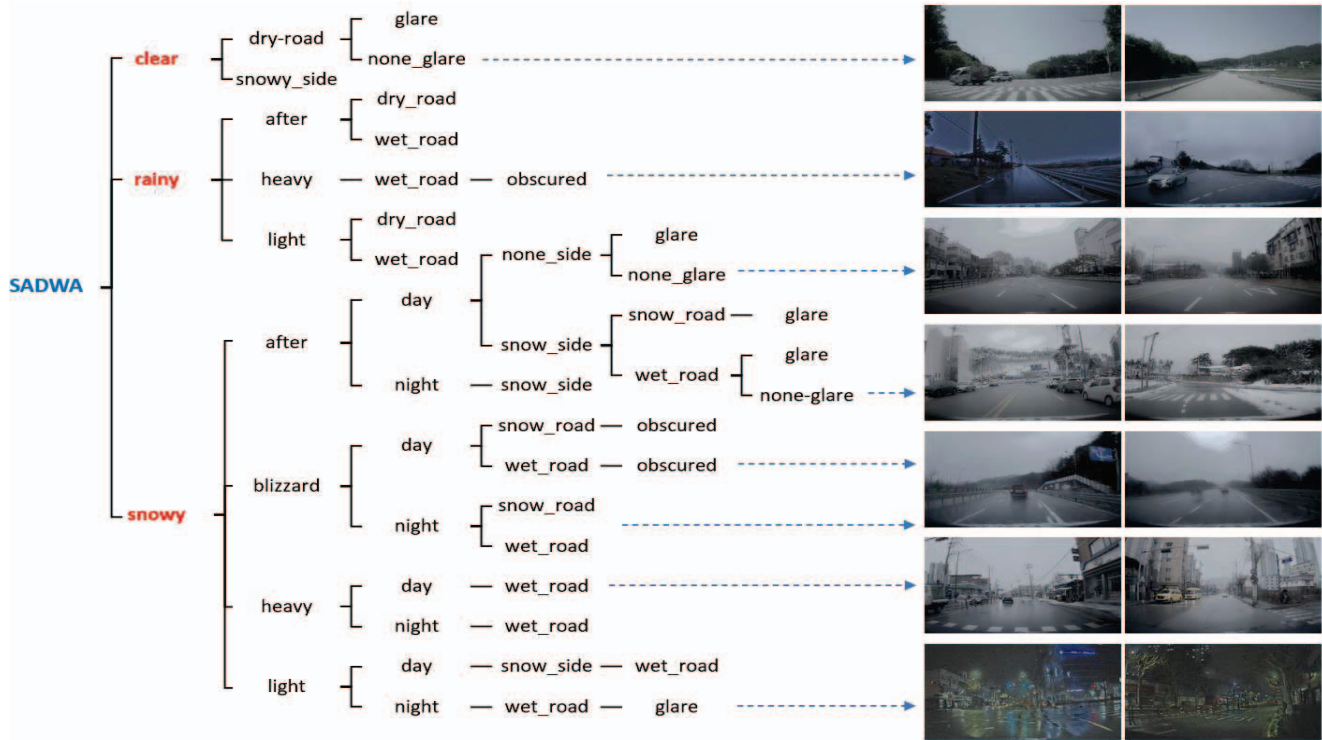 glare
dry-road
clear
none_glare
snowy_side
dry_road
after
wet_road
rainy
heavy
wet_road
obscured
dry_road
light
wet_road
glare
none_side
none_glare
SADWA
day
snow_road
glare
after
snow_side
glare
wet_road
night
snow_side
none-glare
snow_road
obscured
day
wet_road
obscured
blizzard
snowy
snow_road
night
wet_road
day
wet_road
heavy
night
wet_road
day
snow_side
wet_road
light
night
wet_road
glare